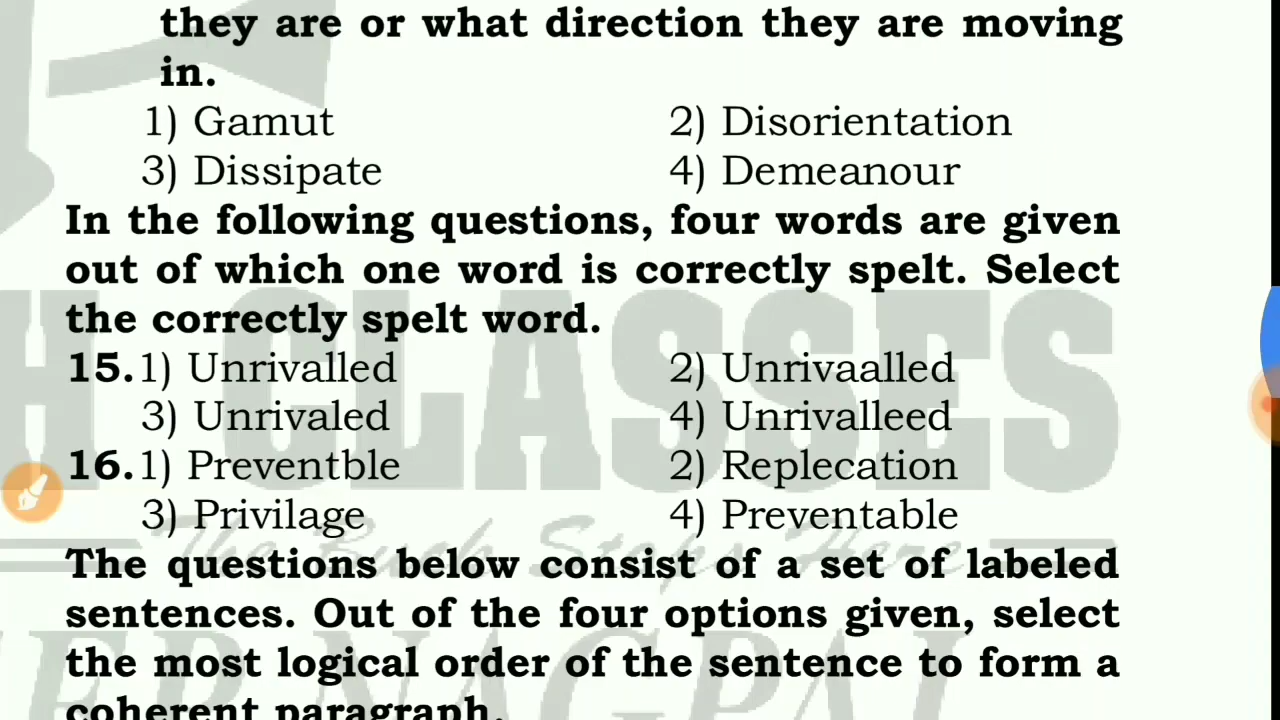 they are or what direction they are moving
in.
1) Gamut 2) Disorientation
3) Dissipate 4) Demeanour
In the following questions, four words are given
out of which one word is correctly spelt. Select
the correctly spelt word.
15. 1) Unrivalled 2) Unrivaalled
3) Unrivaled 4) Unrivalleed
16. 1) Preventble 2) Replecation
3) Privilage 4) Preventable
The questions below consist of a set of labeled
sentences. Out of the four options given, select
the most logical order of the sentence to form a
coherent paragraph.
H CLASSES
NAGPAL